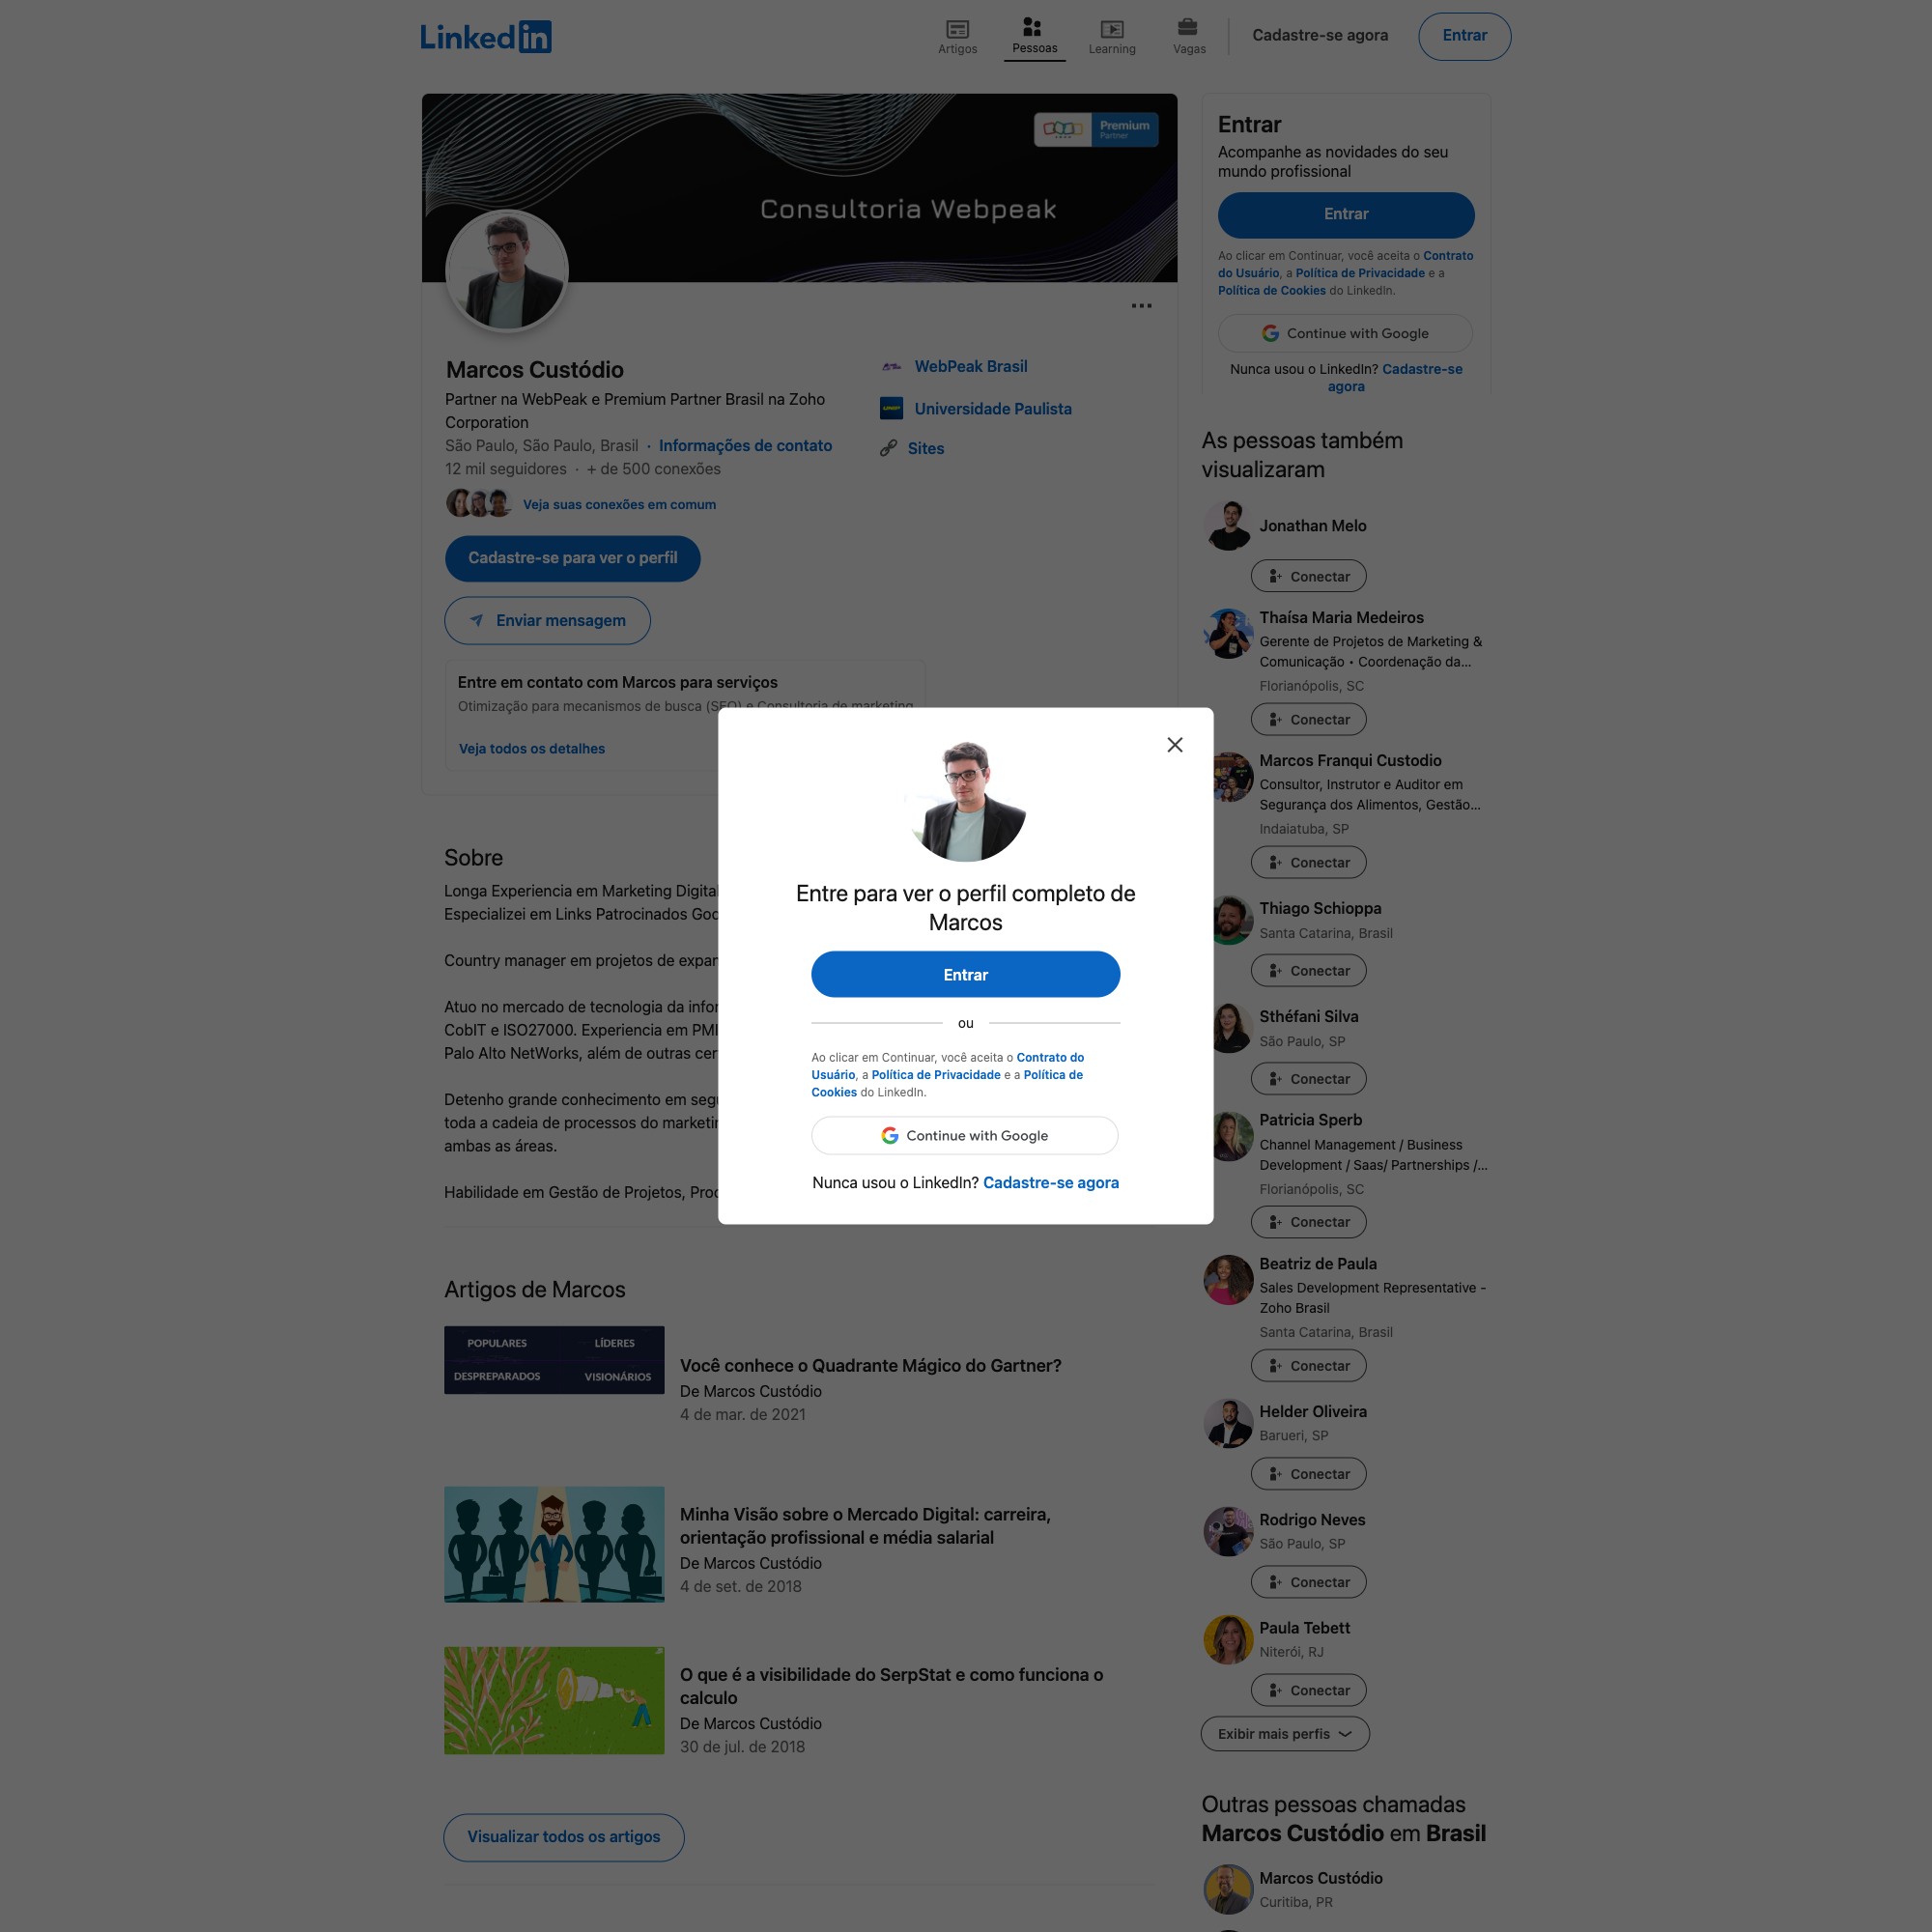 Linkedin
Artigos
Pessoas
Learning
Vagas
Cadastre-se agora
Entrar
Premium
Partner
Consultoria Webpeak
Marcos Custódio
Partner na WebPeak e Premium Partner Brasil na Zoho
Corporation
São Paulo, São Paulo, Brasil · Informações de contato
12 mil seguidores · + de 500 conexões
Veja suas conexões em comum
WebPeak Brasil
Universidade Paulista
Sites
Cadastre-se para ver o perfil
Enviar mensagem
Entre em contato com Marcos para serviços
Otimização para mecanismos de busca (SEO) e Consultoria de marketing
Veja todos os detalhes
Sobre
Longa Experiencia em Marketing Digital
Especializei em Links Patrocinados
Country manager em projetos de
Atuo no mercado de tecnologia da
CobIT e ISO27000. Experiencia em PMI
Palo Alto NetWorks, além de outras
Detenho grande conhecimento em
toda a cadeia de processos do
ambas as áreas.
Habilidade em Gestão de Projetos,
Entre para ver o perfil completo de
Marcos
Entrar
ou
Ao clicar em Continuar, você aceita o Contrato do
Usuário, a Política de Privacidade e a Política de
Cookies do LinkedIn.
Continue with Google
Nunca usou o LinkedIn? Cadastre-se agora
Artigos de Marcos
POPULARES
LÍDERES
DESPREPARADOS
VISIONÁRIOS
Você conhece o Quadrante Mágico do Gartner?
De Marcos Custódio
4 de mar. de 2021
Minha Visão sobre o Mercado Digital: carreira,
orientação profissional e média salarial
De Marcos Custódio
4 de set. de 2018
O que é a visibilidade do SerpStat e como funciona o
calculo
De Marcos Custódio
30 de jul. de 2018
Visualizar todos os artigos
Entrar
Acompanhe as novidades do seu
mundo profissional
Entrar
Ao clicar em Continuar, você aceita o Contrato
do Usuário, a Política de Privacidade e a
Política de Cookies do LinkedIn.
Continue with Google
Nunca usou o LinkedIn? Cadastre-se
agora
As pessoas também
visualizaram
Jonathan Melo
Conectar
Thaísa Maria Medeiros
Gerente de Projetos de Marketing &
Comunicação • Coordenação da...
Florianópolis, SC
Conectar
Marcos Franqui Custodio
Consultor, Instrutor e Auditor em
Segurança dos Alimentos, Gestão...
Indaiatuba, SP
Conectar
Thiago Schioppa
Santa Catarina, Brasil
Conectar
Sthéfani Silva
São Paulo, SP
Conectar
Patricia Sperb
Channel Management / Business
Development / Saas/ Partnerships /...
Florianópolis, SC
Conectar
Beatriz de Paula
Sales Development Representative -
Zoho Brasil
Santa Catarina, Brasil
Conectar
Helder Oliveira
Barueri, SP
Conectar
Rodrigo Neves
São Paulo, SP
Conectar
Paula Tebett
Niterói, RJ
Conectar
Exibir mais perfis
Outras pessoas chamadas
Marcos Custódio em Brasil
Marcos Custódio
Curitiba, PR